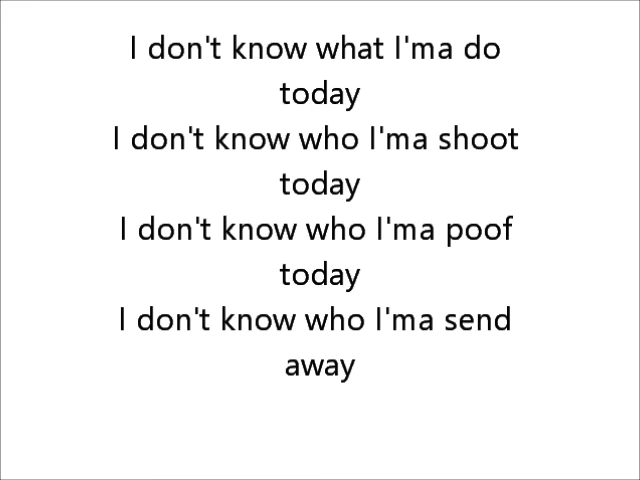 I don't know what I'ma do
today
I don't know who I'ma shoot
today
I don't know who I'ma poof
today
I don't know who I'ma send
away